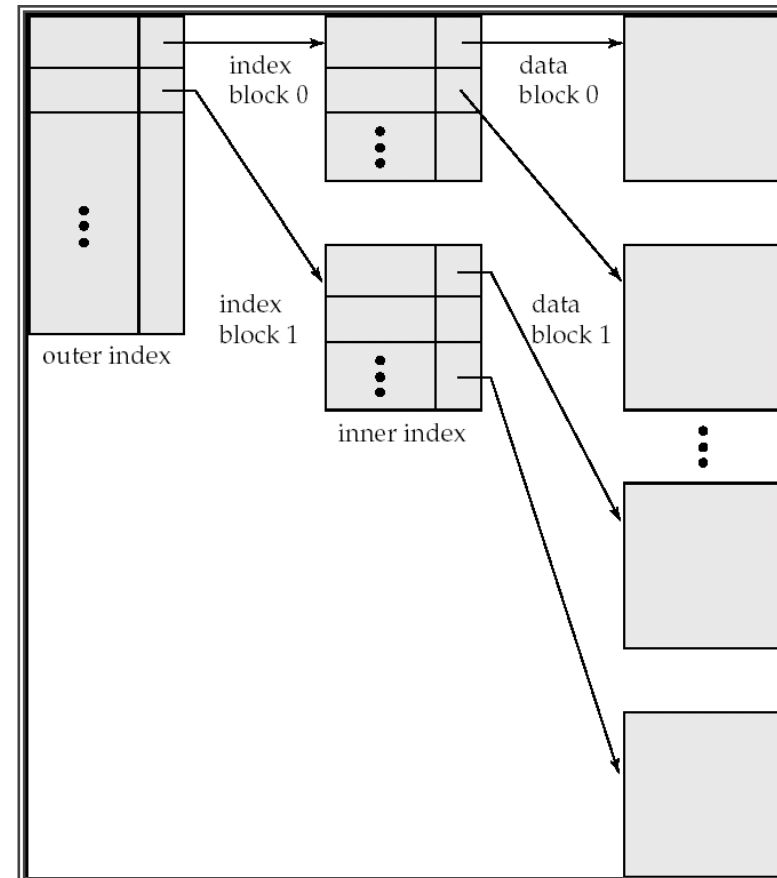 index
block 0
data
block 0
index
block 1
data
block 1
outer index
inner index